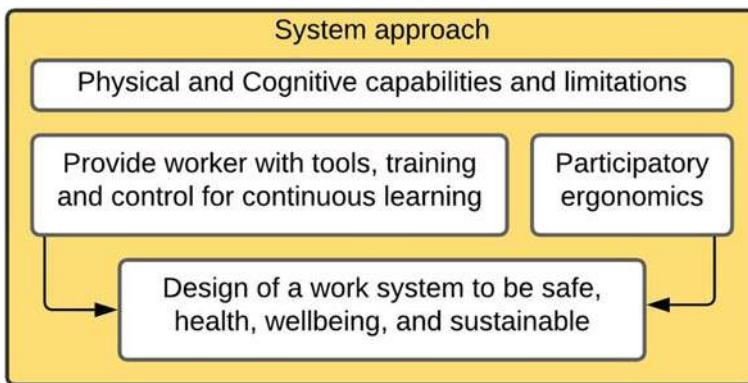 System approach
Physical and Cognitive capabilities and limitations
Provide worker with tools, training
and control for continuous learning
Participatory
ergonomics
Design of a work system to be safe,
health, wellbeing, and sustainable